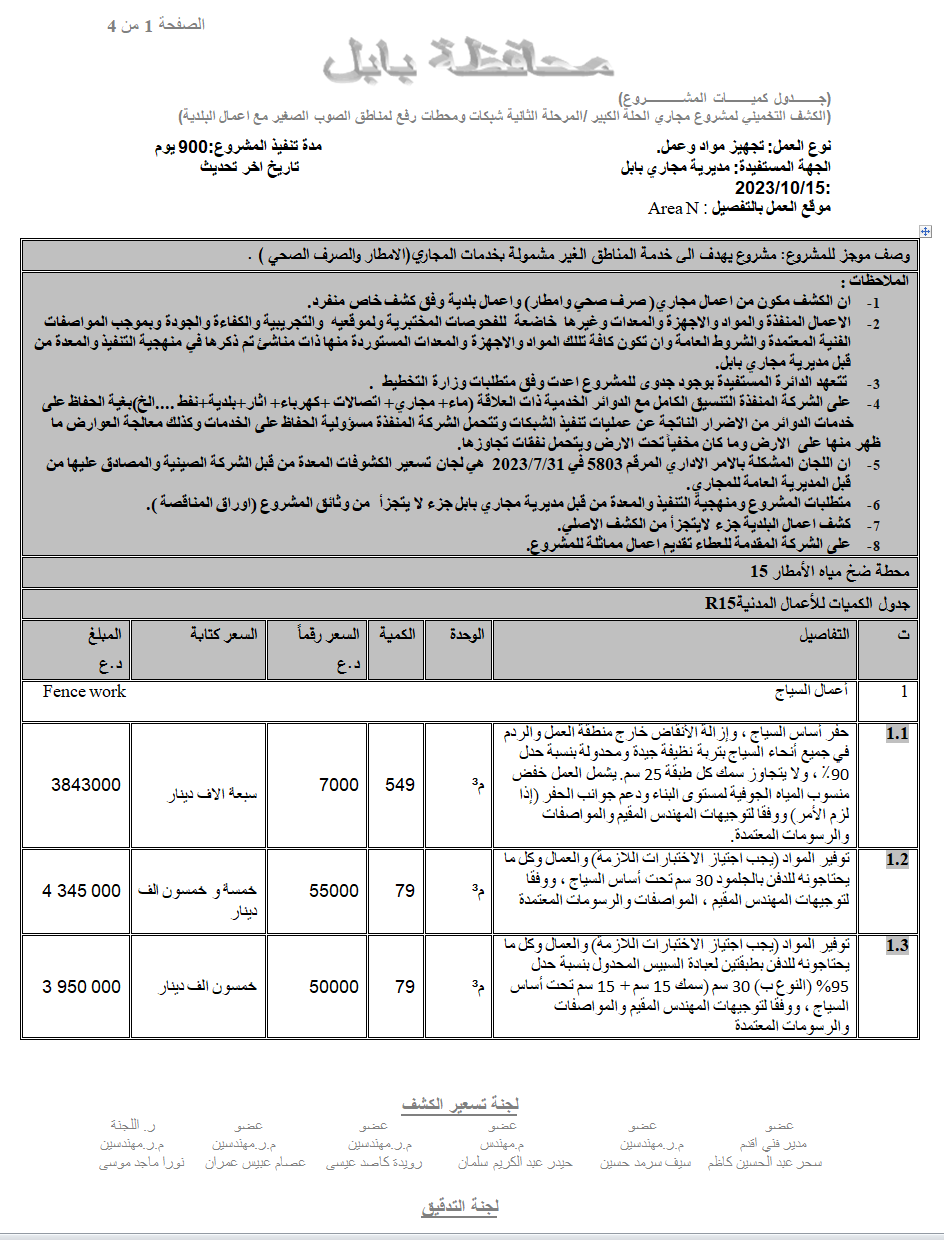 الصفحة 1 من 4
محافظة بابل
(جـــــدول كميـــــات المشـــــــروع)
(الكشف التخميني لمشروع مجاري الحلة الكبير /المرحلة الثانية شبكات ومحطات رفع لمناطق الصوب الصغير مع اعمال البلدية)
نوع العمل: تجهيز مواد وعمل. مدة تنفيذ المشروع:900 يوم
الجهة المستفيدة: مديرية مجاري بابل تاريخ اخر تحديث
:2023/10/15
موقع العمل بالتفصيل : Area N
وصف موجز للمشروع: مشروع يهدف الى خدمة المناطق الغير مشمولة بخدمات المجاري(الامطار والصرف الصحي ) .
الملاحظات :
1- ان الكشف مكون من اعمال مجاري( صرف صحي وامطار) واعمال بلدية وفق كشف خاص منفرد.
2- الاعمال المنفذة والمواد والاجهزة والمعدات وغيرها خاضعة للفحوصات المختبرية ولموقعيه والتجريبية والكفاءة والجودة وبموجب المواصفات
الفنية المعتمدة والشروط العامة وان تكون كافة تلك المواد والاجهزة والمعدات المستوردة منها ذات مناشئ تم ذكرها في منهجية التنفيذ والمعدة من
قبل مديرية مجاري بابل.
3- تتعهد الدائرة المستفيدة بوجود جدوى للمشروع اعدت وفق متطلبات وزارة التخطيط .
4- على الشركة المنفذة التنسيق الكامل مع الدوائر الخدمية ذات العلاقة (ماء+ مجاري+ اتصالات +كهرباء+ اثار+بلدية+نفط ....الخ)بغية الحفاظ على
خدمات الدوائر من الاضرار الناتجة عن عمليات تنفيذ الشبكات وتتحمل الشركة المنفذة مسؤولية الحفاظ على الخدمات وكذلك معالجة العوارض ما
ظهر منها على الارض وما كان مخفياً تحت الارض ويتحمل نفقات تجاوزها.
5- ان اللجان المشكلة بالامر الاداري المرقم 5803 في 2023/7/31 هي لجان تسعير الكشوفات المعدة من قبل الشركة الصينية والمصادق عليها من
قبل المديرية العامة للمجاري.
6- متطلبات المشروع ومنهجية التنفيذ والمعدة من قبل مديرية مجاري بابل جزء لا يتجزأ من وثائق المشروع (اوراق المناقصة ).
7- كشف اعمال البلدية جزء لايتجزأ من الكشف الاصلي.
8- على الشركة المقدمة للعطاء تقديم اعمال مماثلة للمشروع.
محطة ضخ مياه الأمطار 15
جدول الكميات للأعمال المدنيةR15
ت التفاصيل الوحدة الكمية السعر رقماً السعر كتابة المبلغ
د.ع د.ع
1 أعمال السياج Fence work
1.1 حفر أساس السياج ، وإزالة الأنقاض خارج منطقة العمل والردم
في جميع أنحاء السياج بتربة نظيفة جيدة ومحدولة بنسبة حدل
90٪ ، ولا يتجاوز سمك كل طبقة 25 سم. يشمل العمل خفض
منسوب المياه الجوفية لمستوى البناء ودعم جوانب الحفر (إذا
لزم الأمر) ووفقا لتوجيهات المهندس المقيم والمواصفات
والرسومات المعتمدة.
م³ 549 7000 سبعة الاف دينار 3843000
1.2 توفير المواد (يجب اجتياز الاختبارات اللازمة) والعمال وكل ما
يحتاجونه للدفن بالجلمود 30 سم تحت أساس السياج ، ووفقا
لتوجيهات المهندس المقيم ، المواصفات والرسومات المعتمدة
م³ 79 55000 خمسة و خمسون الف
دينار
4 345 000
1.3 توفير المواد (يجب اجتياز الاختبارات اللازمة) والعمال وكل ما
يحتاجونه للدفن بطبقتين لعبادة السبيس المحدول بنسبة حدل
95% (النوع ب) 30 سم (سمك 15 سم + 15 سم تحت أساس
السياج ، ووفقا لتوجيهات المهندس المقيم والمواصفات
والرسومات المعتمدة
م³ 79 50000 خمسون الف دينار 3 950 000
لجنة تسعير الكشف
عضو عضو عضو عضو عضو ر. اللجنة
مدير فني اقدم م.ر.مهندسين م.مهندس م.ر.مهندسين م.ر.مهندسين م.ر.مهندسين
سحر عبد الحسين كاظم سيف سرمد حسين حيدر عبد الكريم سلمان رويدة كاصد عيسى عصام عبيس عمران نورا ماجد موسى
لجنة التدقيق